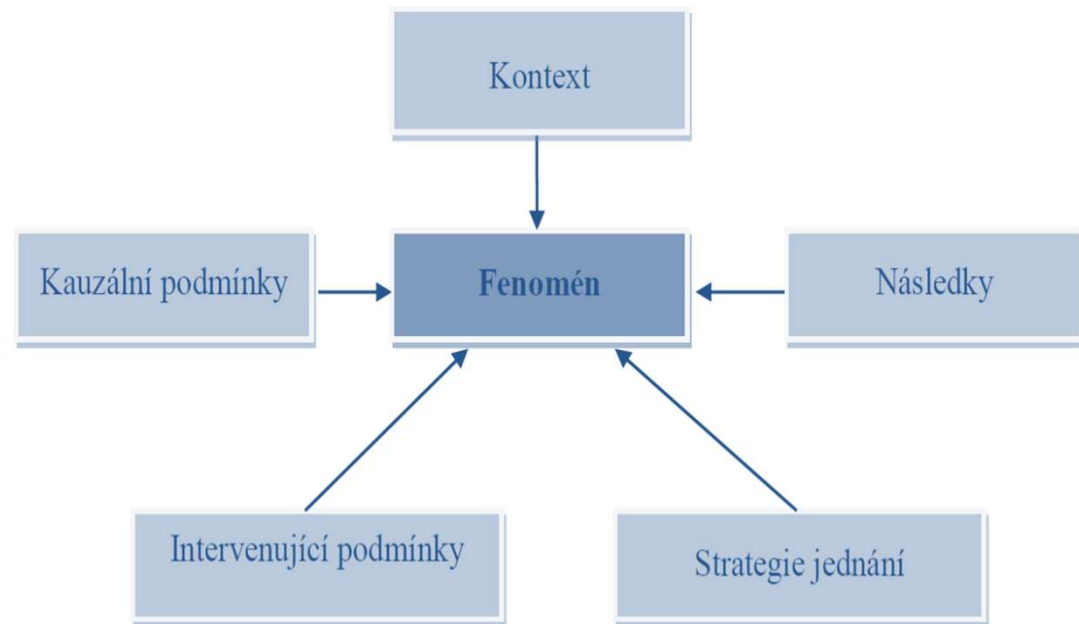 Kontext
Kauzální podmínky
Fenomén
Následky
Intervenující podmínky
Strategie jednání